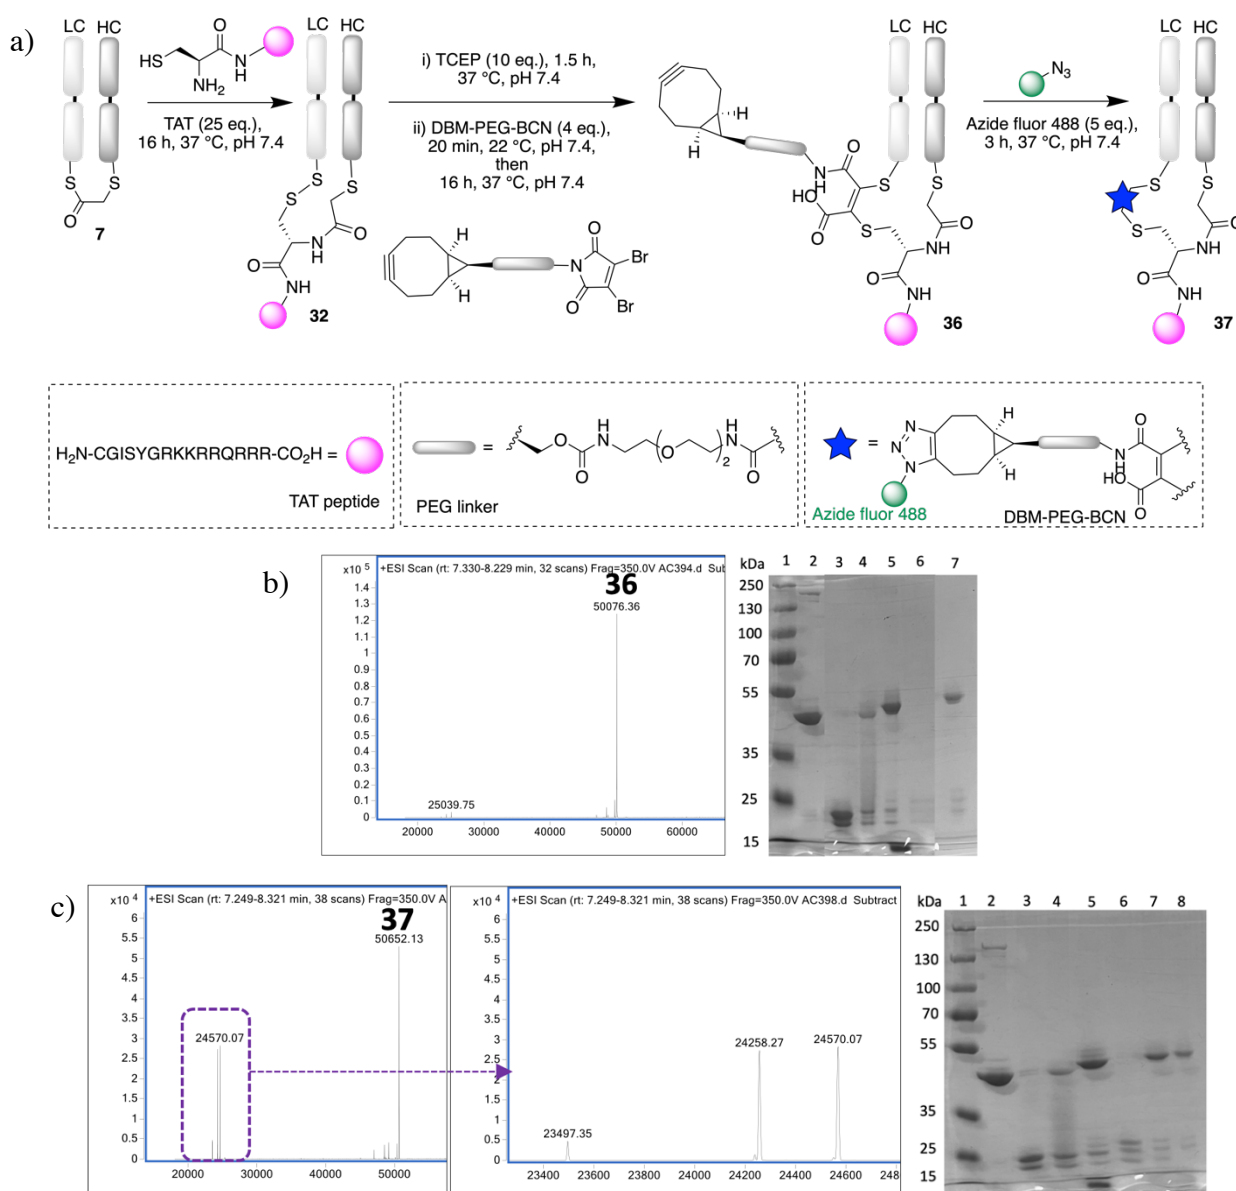 a)
LC HC
S S
O
7
HS
O
N
H
NH2
TAT (25 eq.),
16 h, 37 °C, pH 7.4
LC HC
S
S S
O
NH
O
NH
32
i) TCEP (10 eq.), 1.5 h,
37 °C, pH 7.4
ii) DBM-PEG-BCN (4 eq.),
20 min, 22 °C, pH 7.4,
then
16 h, 37 °C, pH 7.4
H
H
O
N
O
Br
Br
LC HC
H
H
N
H
O
HO
O
S S
S
O
NH
O
NH
36
N3
Azide fluor 488 (5 eq.),
3 h, 37 °C, pH 7.4
LC HC
S S
S
O
NH
O
NH
37
H2N-CGISYGRKKRRQRRR-CO2H =
TAT peptide
=
O
O
H
N
O
2
H
N
O
PEG linker
=
N
N
N
H
H
N
H
O
HO
O
Azide fluor 488
DBM-PEG-BCN
b)
x10 5
+ESI Scan (rt: 7.330-8.229 min, 32 scans) Frag=350.0V AC394.d Sub
36
50076.36
1.4
1.3
1.2
1.1
1
0.9
0.8
0.7
0.6
0.5
0.4
0.3
0.2
0.1
0
25039.75
20000 30000 40000 50000 60000
kDa 1 2 3 4 5 6 7
250
130
100
70
55
35
25
15
c)
x10 4
+ESI Scan (rt: 7.249-8.321 min, 38 scans) Frag=350.0V A
37
50652.13
6
5.5
5
4.5
4
3.5
3
2.5
2
1.5
1
0.5
0
24570.07
20000 30000 40000 50000
x10 4
+ESI Scan (rt: 7.249-8.321 min, 38 scans) Frag=350.0V AC398.d Subtract
6
5.5
5
4.5
4
3.5
3
2.5
2
1.5
1
0.5
0
23497.35
24258.27
24570.07
23400 23600 23800 24000 24200 24400 24600 248
kDa 1 2 3 4 5 6 7 8
250
130
100
70
55
35
25
15